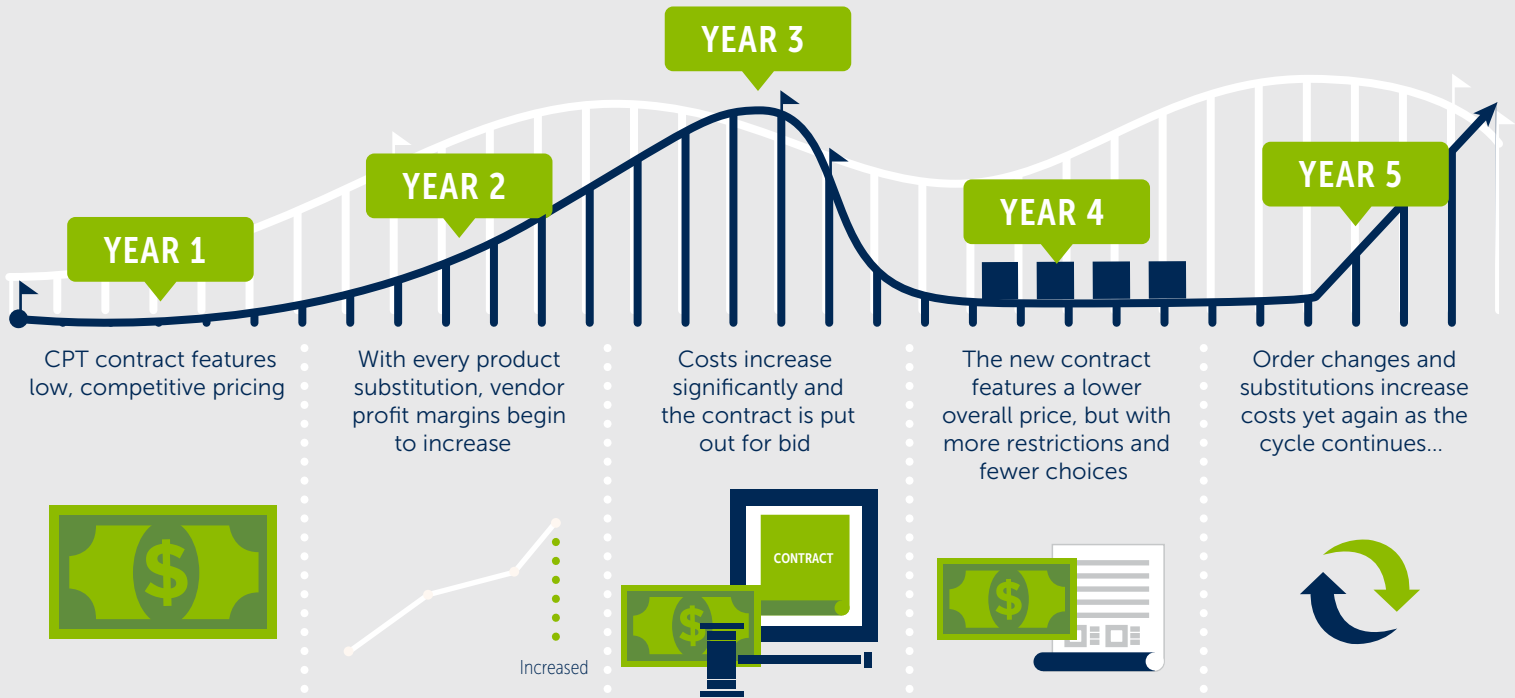 YEAR 1
CPT contract features
low, competitive pricing
YEAR 2
With every product
substitution, vendor
profit margins begin
to increase
Increased
YEAR 3
Costs increase
significantly and
the contract is put
out for bid
CONTRACT
YEAR 4
The new contract
features a lower
overall price, but with
more restrictions and
fewer choices
YEAR 5
Order changes and
substitutions increase
costs yet again as the
cycle continues...
$
$
$